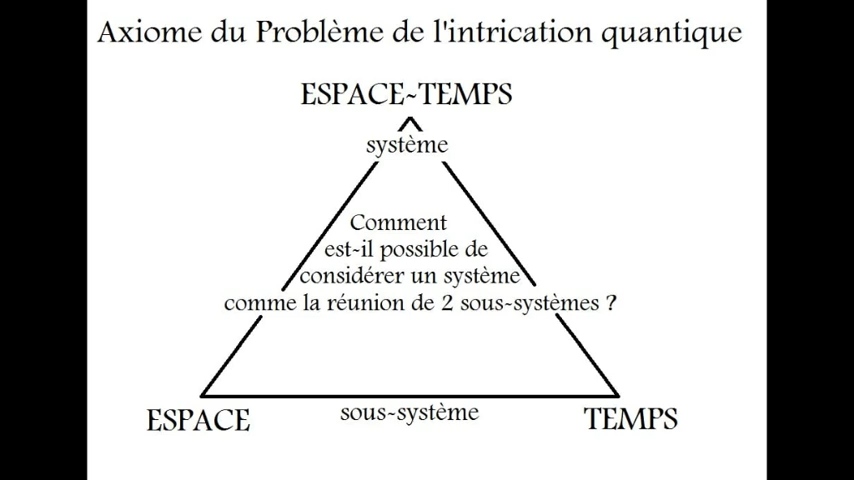 Axiome du Problème de l'intrication quantique
ESPACE-TEMPS
système
Comment
est-il possible de
considérer un système
comme la réunion de 2 sous-systèmes ?
ESPACE
sous-système
TEMPS